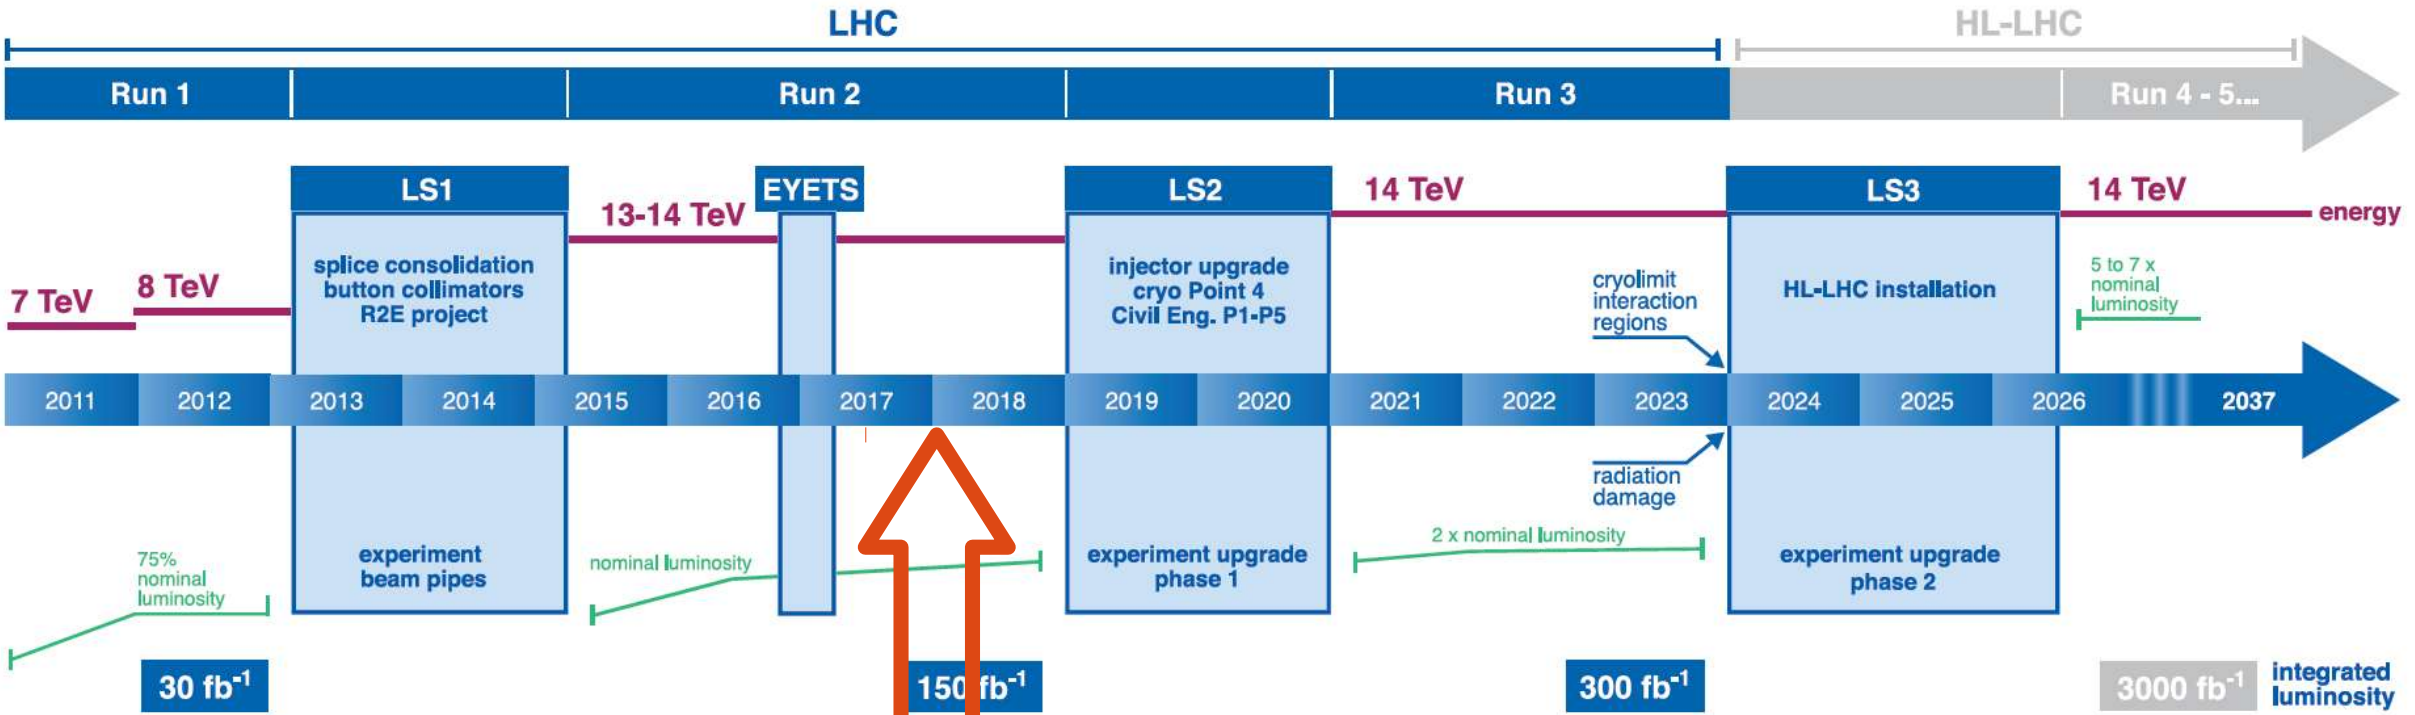 LHC
HL-LHC
Run 1
Run 2
Run 3
Run 4 - 5...
LS1
EYETS
LS2
14 TeV
LS3
14 TeV
13-14 TeV
energy
7 TeV
8 TeV
splice consolidation
button collimators
R2E project
injector upgrade
cryo Point 4
Civil Eng. P1-P5
cryolimit
interaction
regions
HL-LHC installation
5 to 7 x
nominal
luminosity
2011
2012
2013
2014
2015
2016
2017
2018
2019
2020
2021
2022
2023
2024
2025
2026
2037
radiation
damage
75%
nominal
luminosity
experiment
beam pipes
nominal luminosity
experiment upgrade
phase 1
2 x nominal luminosity
experiment upgrade
phase 2
30 fb-1
150 fb-1
300 fb-1
3000 fb-1
integrated
luminosity